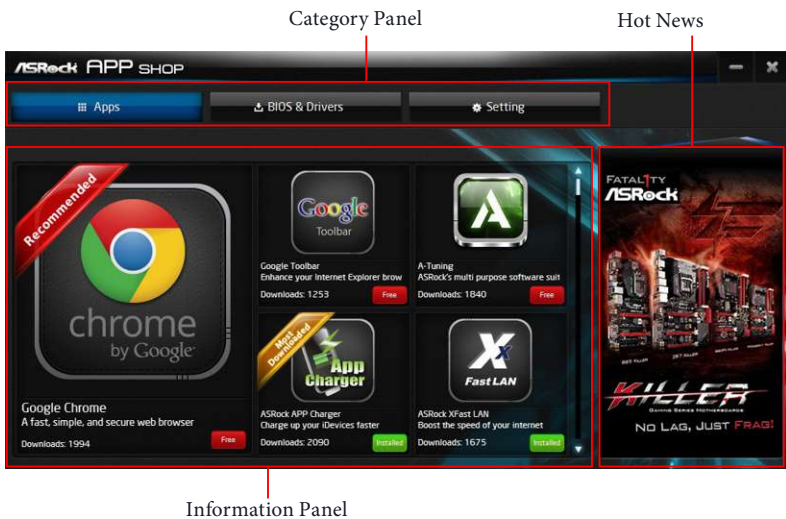 Category Panel
Hot News
ASRock APP SHOP
Apps
BIOS & Drivers
Setting
Recommended
chrome
by Google
Google Chrome
A fast, simple, and secure web browser
Downloads: 1994
Free
Google
Toolbar
Google Toolbar
Enhance your Internet Explorer brow
Downloads: 1253
Free
A-Tuning
ASRock's multi purpose software suit
Downloads: 1840
Free
Most
Downloaded
App
Charger
ASRock APP Charger
Charge up your iDevices faster
Downloads: 2090
Installed
Fast LAN
ASRock XFast LAN
Boost the speed of your internet
Downloads: 1675
Installed
FATAL1TY
ASRock
KILLER
GAMING SERIES MOTHERBOARDS
NO LAG, JUST FRAG!
Information Panel